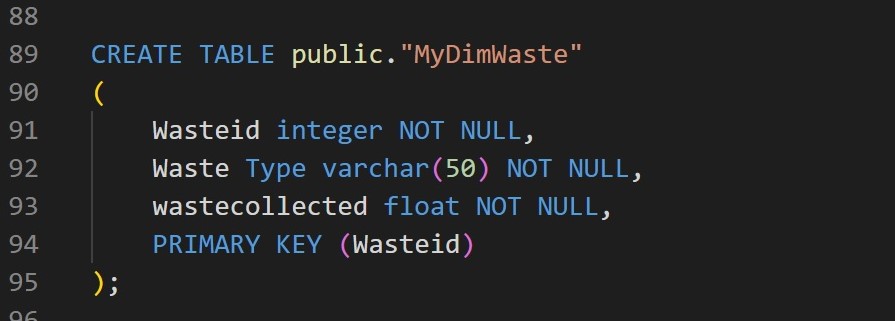 88
89 CREATE TABLE public."MyDimWaste"
90 (
91 Wasteid integer NOT NULL,
92 Waste Type varchar(50) NOT NULL,
93 wastecollected float NOT NULL,
94 PRIMARY KEY (Wasteid)
95 );
96